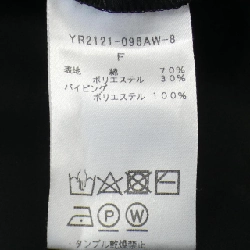 YR2121-098AW-8
F
表地 綿 70%
ポリエステル 30%
パイピング
ポリエステル 100%
タンブル乾燥禁止